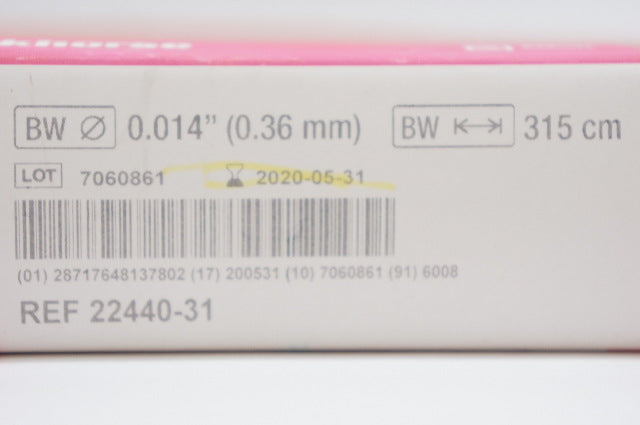 BW Ø 0.014” (0.36 mm) BW 315 cm
LOT 7060861 2020-05-31
(01) 28717648137802 (17) 200531 (10) 7060861 (91) 6008
REF 22440-31